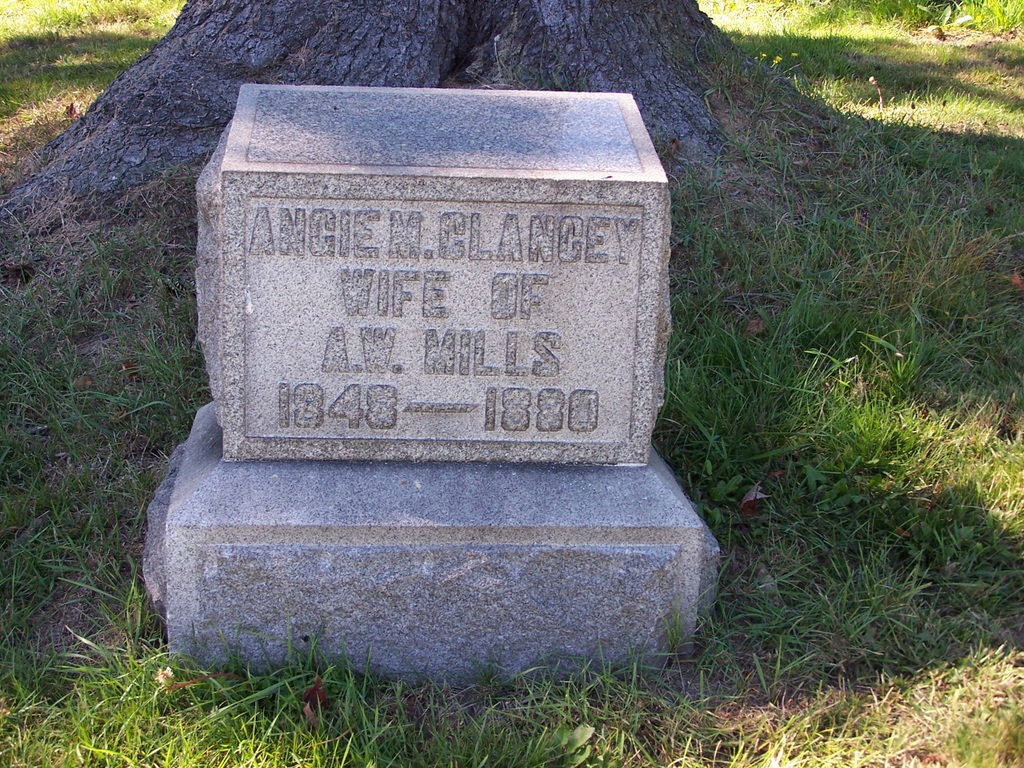 ANGIE M. CLANCEY
WIFE OF
A.W. MILLS
1848—1880